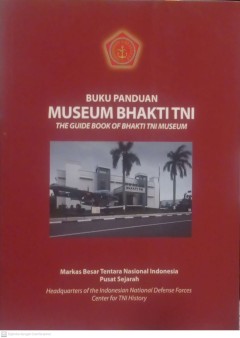 BUKU PANDUAN
MUSEUM BHAKTI TNI
THE GUIDE BOOK OF BHAKTI TNI MUSEUM
Markas Besar Tentara Nasional Indonesia
Pusat Sejarah
Headquarters of the Indonesian National Defense Forces
Center for TNI History